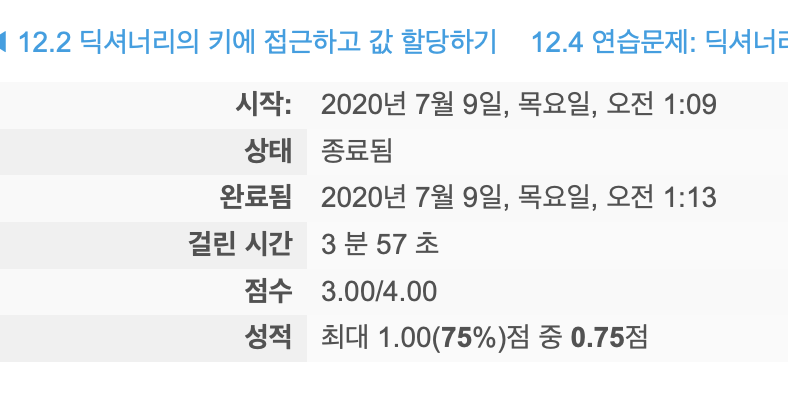 ◀ 12.2 딕셔너리의 키에 접근하고 값 할당하기 12.4 연습문제: 딕셔너리
시작: 2020년 7월 9일, 목요일, 오전 1:09
상태 종료됨
완료됨 2020년 7월 9일, 목요일, 오전 1:13
걸린 시간 3 분 57 초
점수 3.00/4.00
성적 최대 1.00(75%)점 중 0.75점